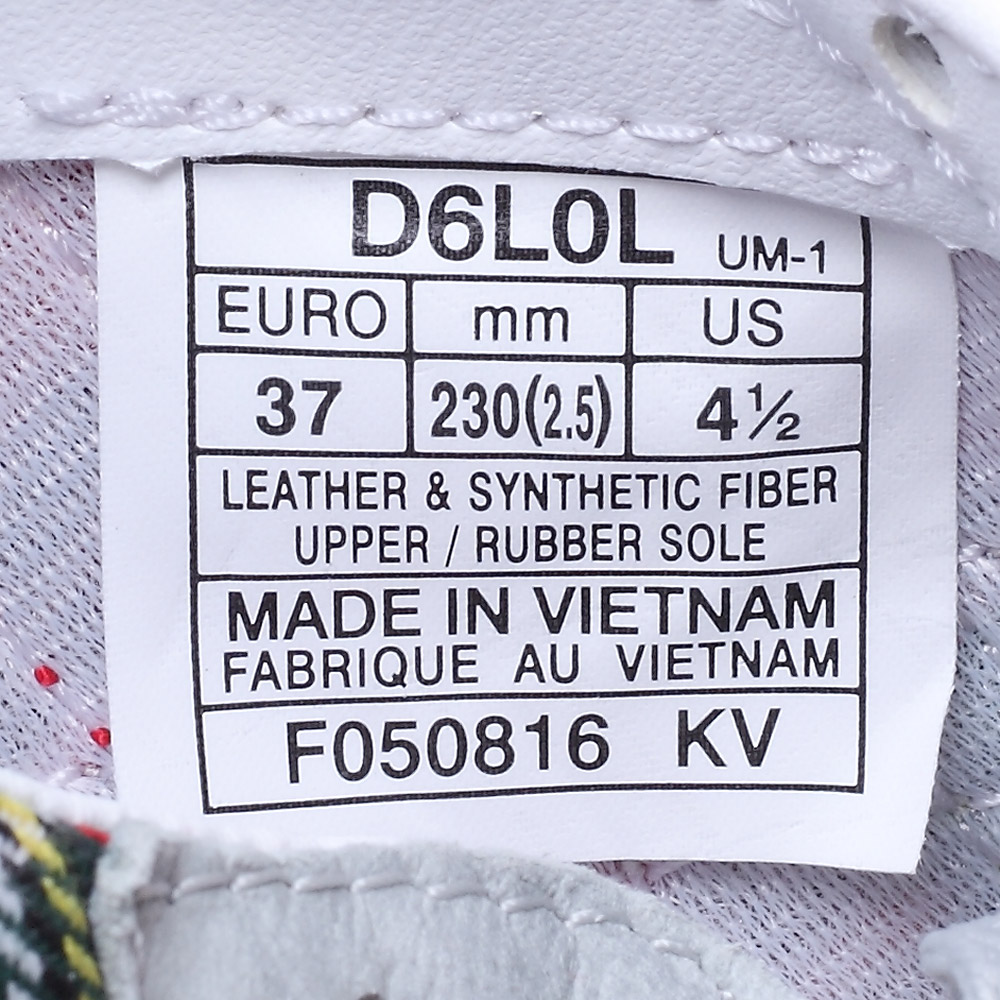 D6L0L UM-1
EURO mm US
37 230(2.5) 4½
LEATHER & SYNTHETIC FIBER
UPPER / RUBBER SOLE
MADE IN VIETNAM
FABRIQUE AU VIETNAM
F050816 KV